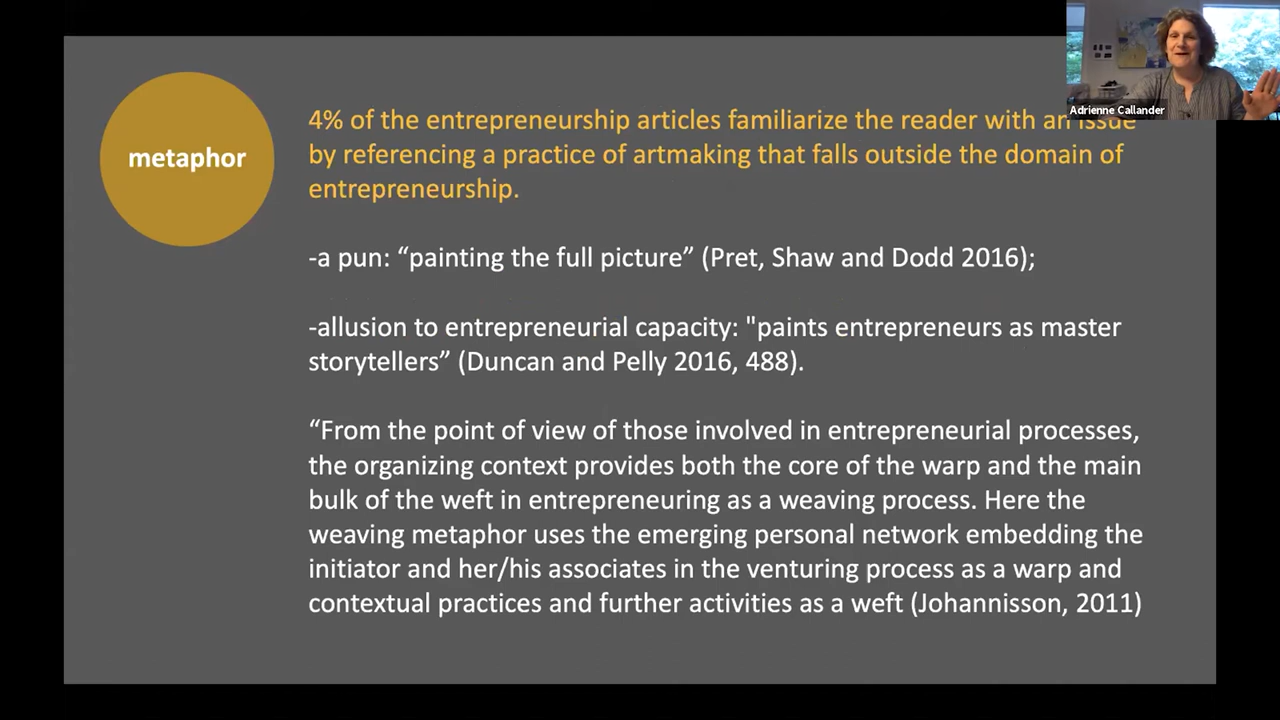 Adrienne Callander
metaphor
4% of the entrepreneurship articles familiarize the reader with an issue
by referencing a practice of artmaking that falls outside the domain of
entrepreneurship.
-a pun: “painting the full picture” (Pret, Shaw and Dodd 2016);
-allusion to entrepreneurial capacity: "paints entrepreneurs as master
storytellers” (Duncan and Pelly 2016, 488).
“From the point of view of those involved in entrepreneurial processes,
the organizing context provides both the core of the warp and the main
bulk of the weft in entrepreneuring as a weaving process. Here the
weaving metaphor uses the emerging personal network embedding the
initiator and her/his associates in the venturing process as a warp and
contextual practices and further activities as a weft (Johannisson, 2011)